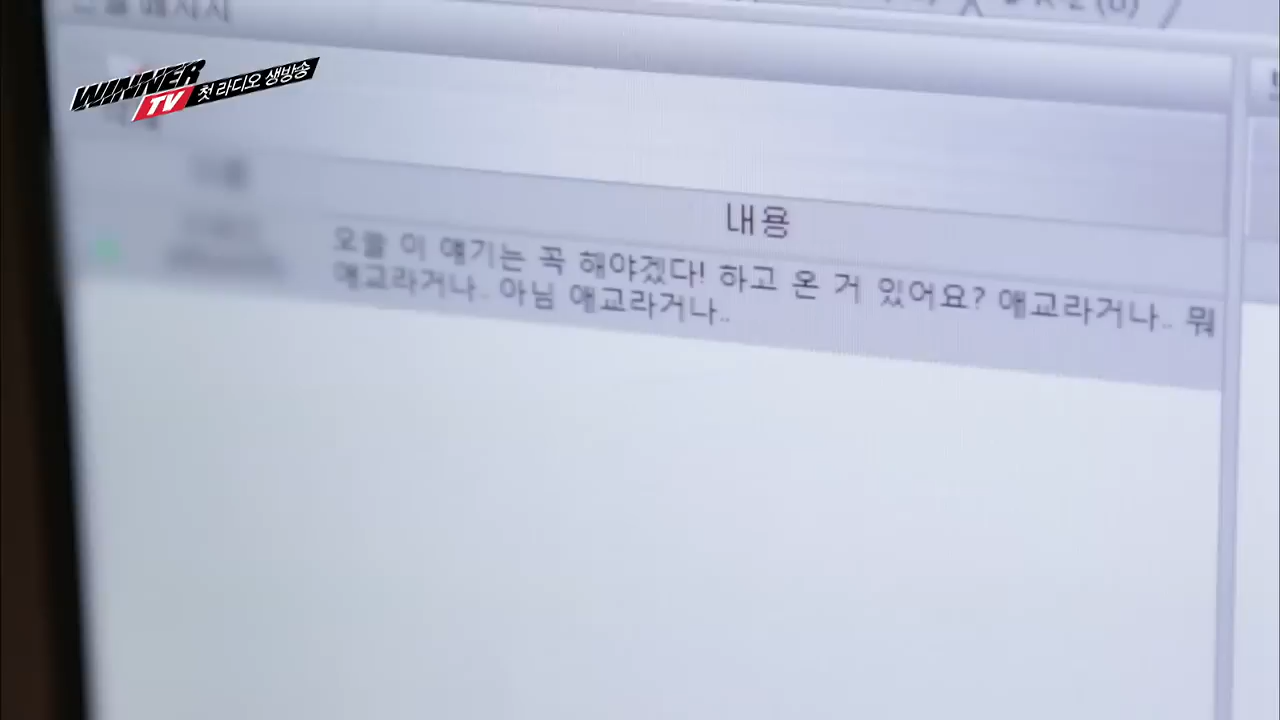 WINNER
TV 첫 라디오 생방송
내용
오늘 이 얘기는 꼭 해야겠다! 하고 온 거 있어요? 애교라거나.. 뭐
애교라거나.. 아님 애교라거나..